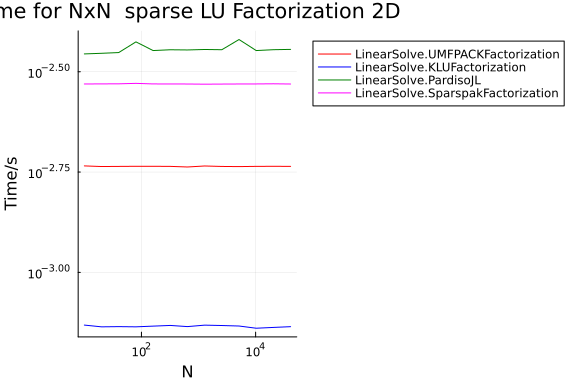 me for NxN sparse LU Factorization 2D
LinearSolve.UMFPACKFactorization
LinearSolve.KLUFactorization
LinearSolve.PardisoJL
LinearSolve.SparspakFactorization
10^−2.50
10^−2.75
10^−3.00
Time/s
10^2
10^4
N